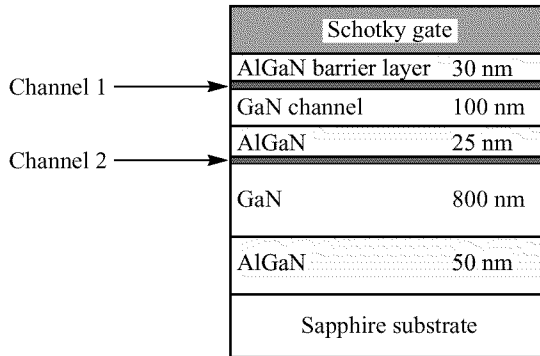 Schotky gate
AlGaN barrier layer 30 nm
Channel 1
GaN channel 100 nm
AlGaN 25 nm
Channel 2
GaN 800 nm
AlGaN 50 nm
Sapphire substrate